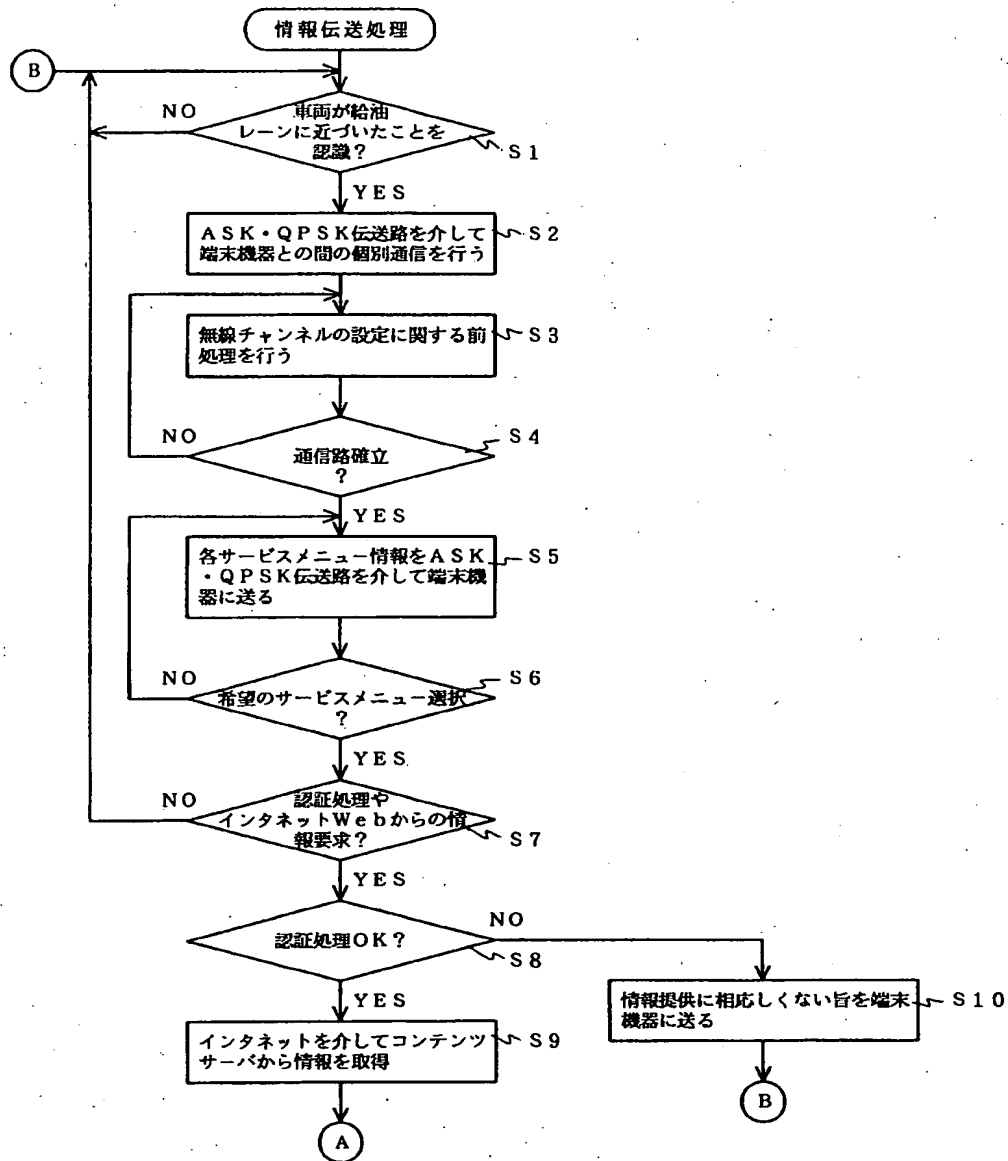 情報伝送処理
B
NO
車両が給油
レーンに近づいたことを
認識？
S1
YES
ASK・QPSK伝送路を介して
端末機器との間の個別通信を行う
S2
無線チャンネルの設定に関する前
処理を行う
S3
NO
通信路確立
？
S4
YES
各サービスメニュー情報をASK
・QPSK伝送路を介して端末機
器に送る
S5
NO
希望のサービスメニュー選択
？
S6
YES
NO
認証処理や
インタネットWebからの情
報要求？
S7
YES
認証処理OK？
NO
S8
YES
情報提供に相応しくない旨を端末
機器に送る
S10
インタネットを介してコンテンツ
サーバから情報を取得
S9
B
A